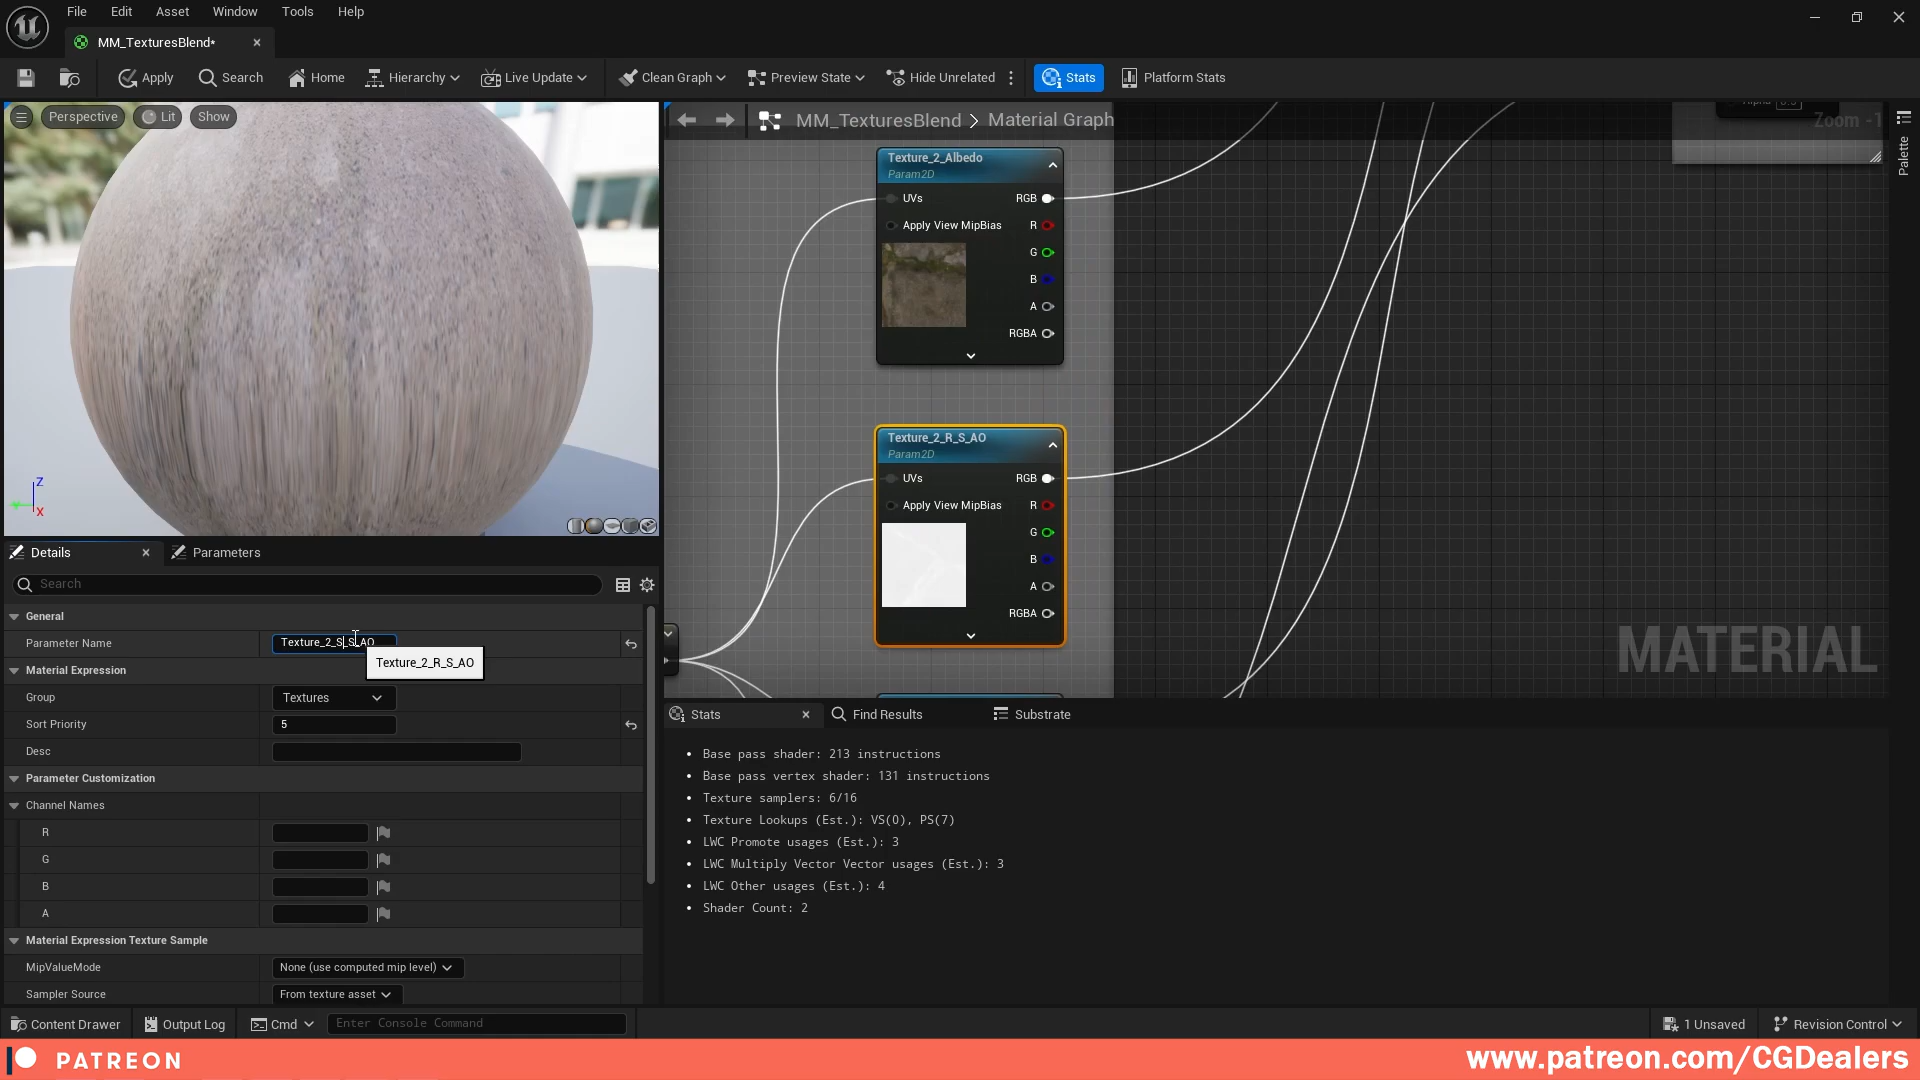 File Edit Asset Window Tools Help
MM_TexturesBlend*
Apply Search Home Hierarchy Live Update Clean Graph Preview State Hide Unrelated Stats Platform Stats
Perspective Lit Show
MM_TexturesBlend > Material Graph
Zoom -1
Palette
Texture_2_Albedo
Param2D
UVs RGB
Apply View MipBias R
G
B
A
RGBA
Z
X
Texture_2_R_S_AO
Param2D
UVs RGB
Apply View MipBias R
G
B
A
RGBA
MATERIAL
Details Parameters
Search
General
Parameter Name Texture_2_S_S_AO
Texture_2_R_S_AO
Material Expression
Group Textures
Sort Priority 5
Desc
Parameter Customization
Channel Names
R
G
B
A
Material Expression Texture Sample
MipValueMode None (use computed mip level)
Sampler Source From texture asset
Stats Find Results Substrate
• Base pass shader: 213 instructions
• Base pass vertex shader: 131 instructions
• Texture samplers: 6/16
• Texture Lookups (Est.): VS(0), PS(7)
• LWC Promote usages (Est.): 3
• LWC Multiply Vector Vector usages (Est.): 3
• LWC Other usages (Est.): 4
• Shader Count: 2
Content Drawer Output Log Cmd Enter Console Command 1 Unsaved Revision Control
PATREON www.patreon.com/CGDealers